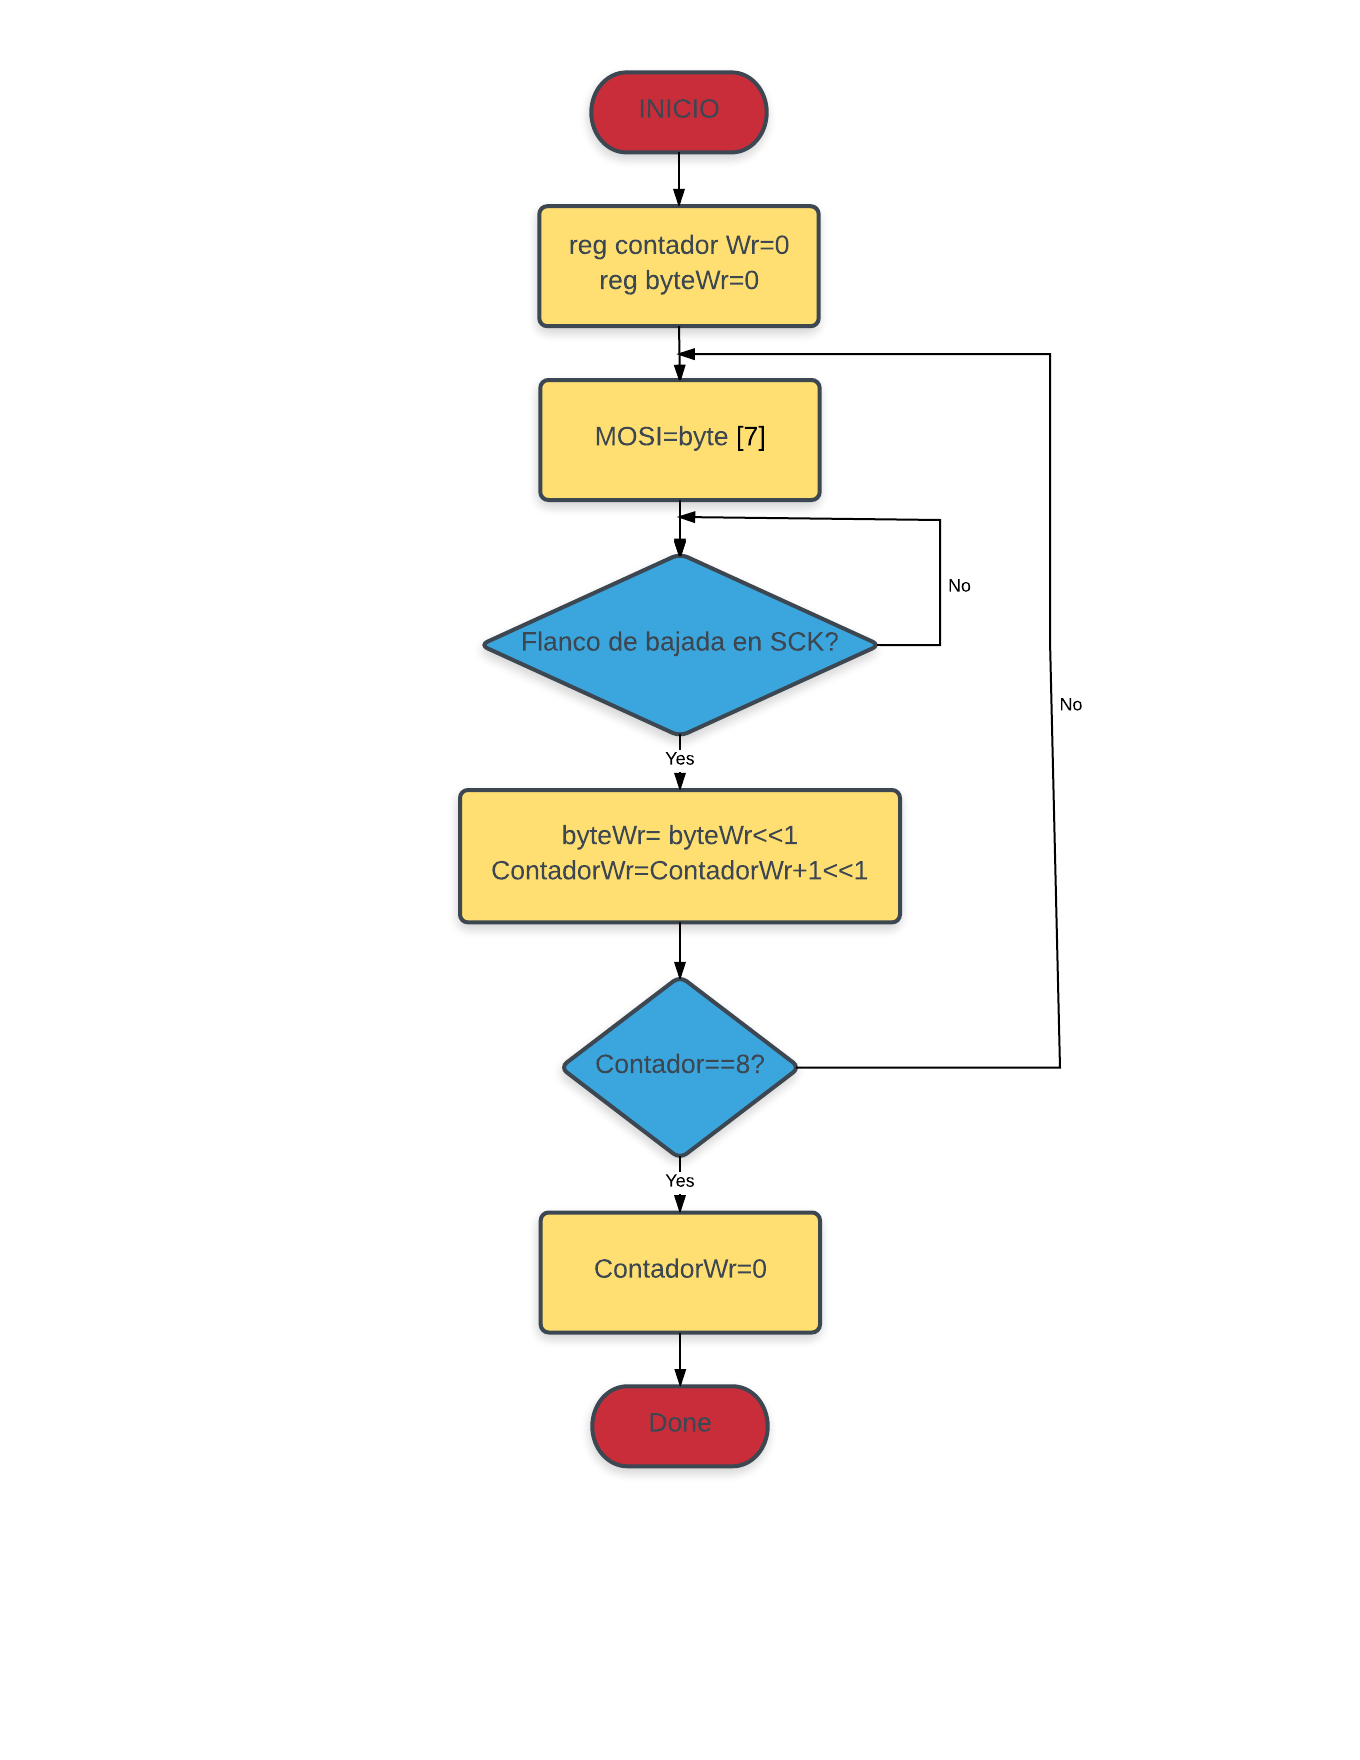 INICIO
reg contador Wr=0
reg byteWr=0
MOSI=byte [7]
Flanco de bajada en SCK?
No
No
Yes
byteWr= byteWr<<1
ContadorWr=ContadorWr+1<<1
Contador==8?
Yes
ContadorWr=0
Done